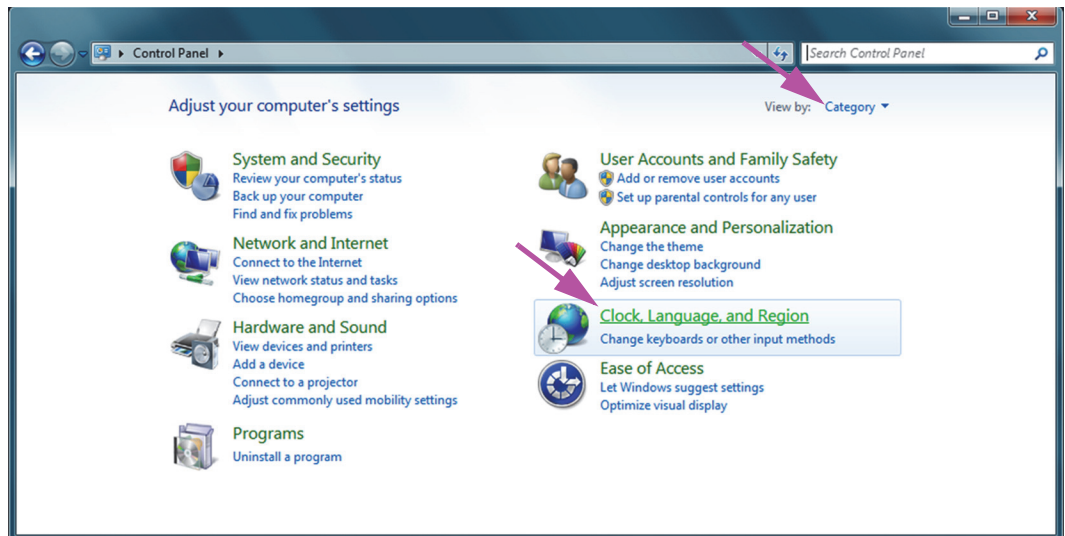 Control Panel
Search Control Panel
Adjust your computer's settings
View by: Category
System and Security
Review your computer's status
Back up your computer
Find and fix problems
Network and Internet
Connect to the Internet
View network status and tasks
Choose homegroup and sharing options
Hardware and Sound
View devices and printers
Add a device
Connect to a projector
Adjust commonly used mobility settings
Programs
Uninstall a program
User Accounts and Family Safety
Add or remove user accounts
Set up parental controls for any user
Appearance and Personalization
Change the theme
Change desktop background
Adjust screen resolution
Clock, Language, and Region
Change keyboards or other input methods
Ease of Access
Let Windows suggest settings
Optimize visual display